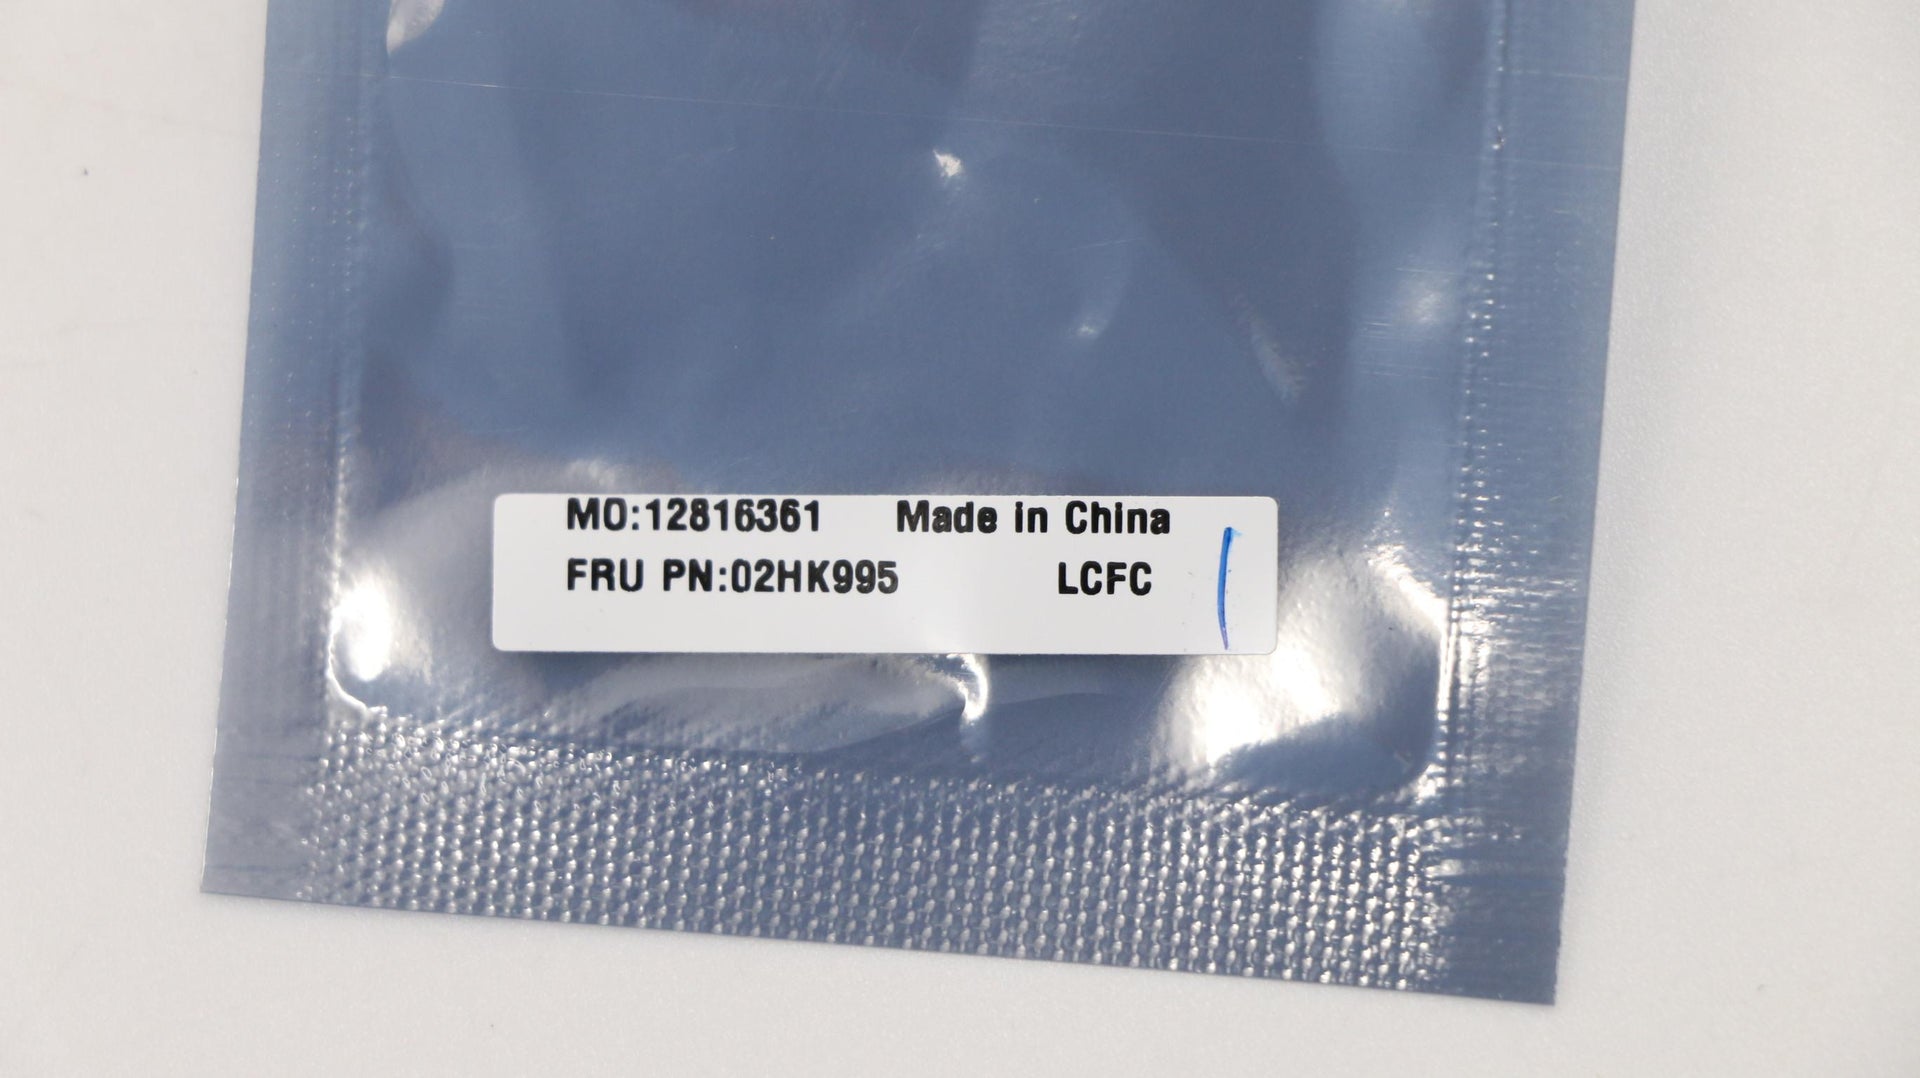 MO:12816361 Made in China
FRU PN:02HK995 LCFC